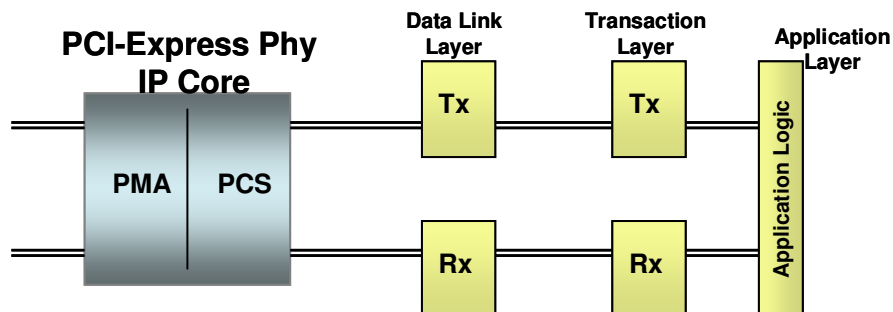 PCI-Express Phy
IP Core
Data Link
Layer
Transaction
Layer
Application
Layer
Tx
Tx
PMA
PCS
Rx
Rx
Application Logic